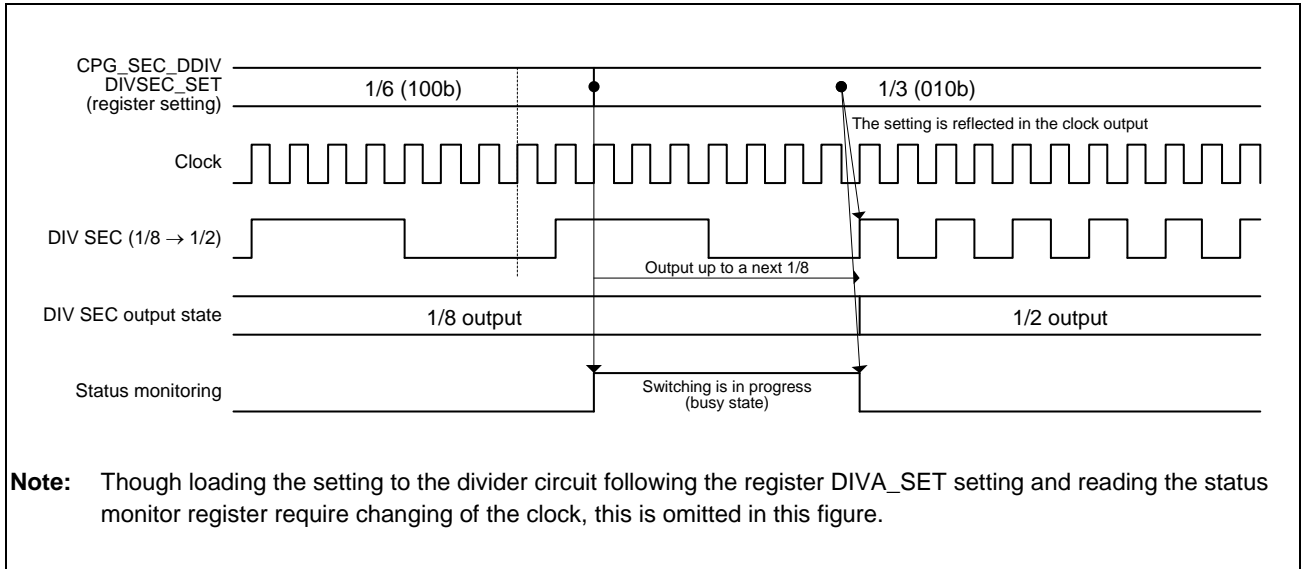 CPG_SEC_DDIV
DIVSEC_SET
(register setting)
1/6 (100b)
1/3 (010b)
The setting is reflected in the clock output
Clock
DIV SEC (1/8 → 1/2)
Output up to a next 1/8
DIV SEC output state
1/8 output
1/2 output
Status monitoring
Switching is in progress
(busy state)
Note: Though loading the setting to the divider circuit following the register DIVA_SET setting and reading the status
monitor register require changing of the clock, this is omitted in this figure.